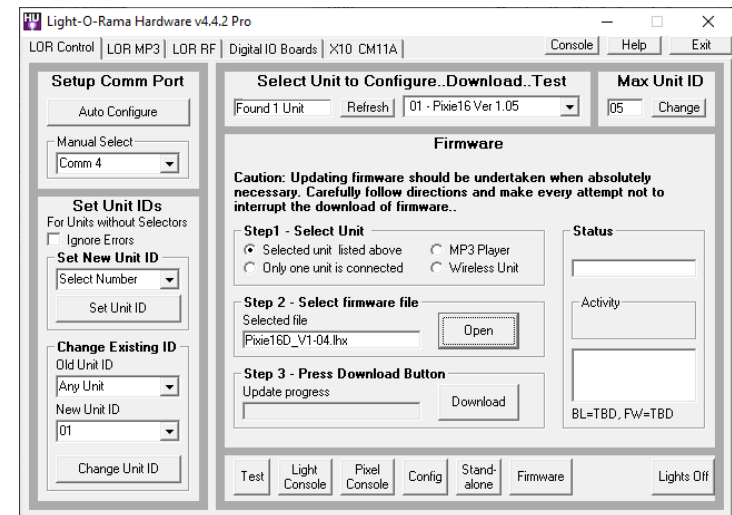 Light-O-Rama Hardware v4.4.2 Pro
LOR Control
LOR MP3
LOR RF
Digital IO Boards
X10 CM11A
Console
Help
Exit
Setup Comm Port
Auto Configure
Manual Select
Comm 4
Set Unit IDs
For Units without Selectors
Ignore Errors
Set New Unit ID
Select Number
Set Unit ID
Change Existing ID
Old Unit ID
Any Unit
New Unit ID
01
Change Unit ID
Select Unit to Configure..Download..Test
Found 1 Unit
Refresh
01 - Pixie16 Ver 1.05
Max Unit ID
05
Change
Firmware
Caution: Updating firmware should be undertaken when absolutely
necessary. Carefully follow directions and make every attempt not to
interrupt the download of firmware..
Step1 - Select Unit
Selected unit listed above
MP3 Player
Only one unit is connected
Wireless Unit
Step 2 - Select firmware file
Selected file
Pixie16D_V1-04.lhx
Open
Step 3 - Press Download Button
Update progress
Download
Status
Activity
BL=TBD, FW=TBD
Test
Light
Console
Pixel
Console
Config
Stand-
alone
Firmware
Lights Off